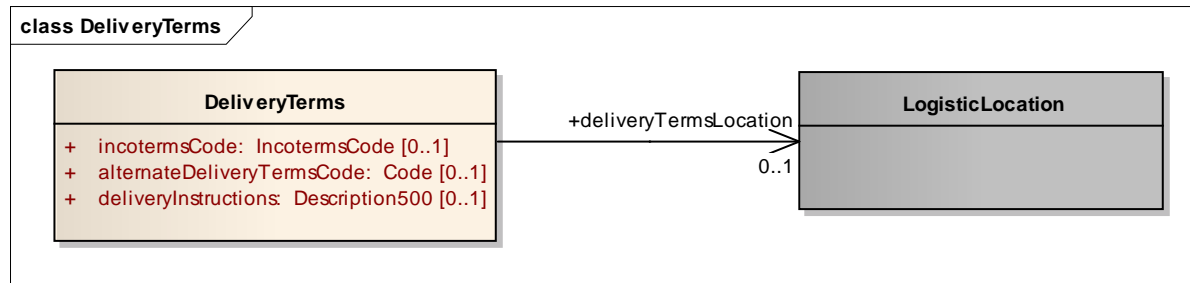 class DeliveryTerms
DeliveryTerms
+ incotermsCode: IncotermsCode [0..1]
+ alternateDeliveryTermsCode: Code [0..1]
+ deliveryInstructions: Description500 [0..1]
+deliveryTermsLocation
0..1
LogisticLocation